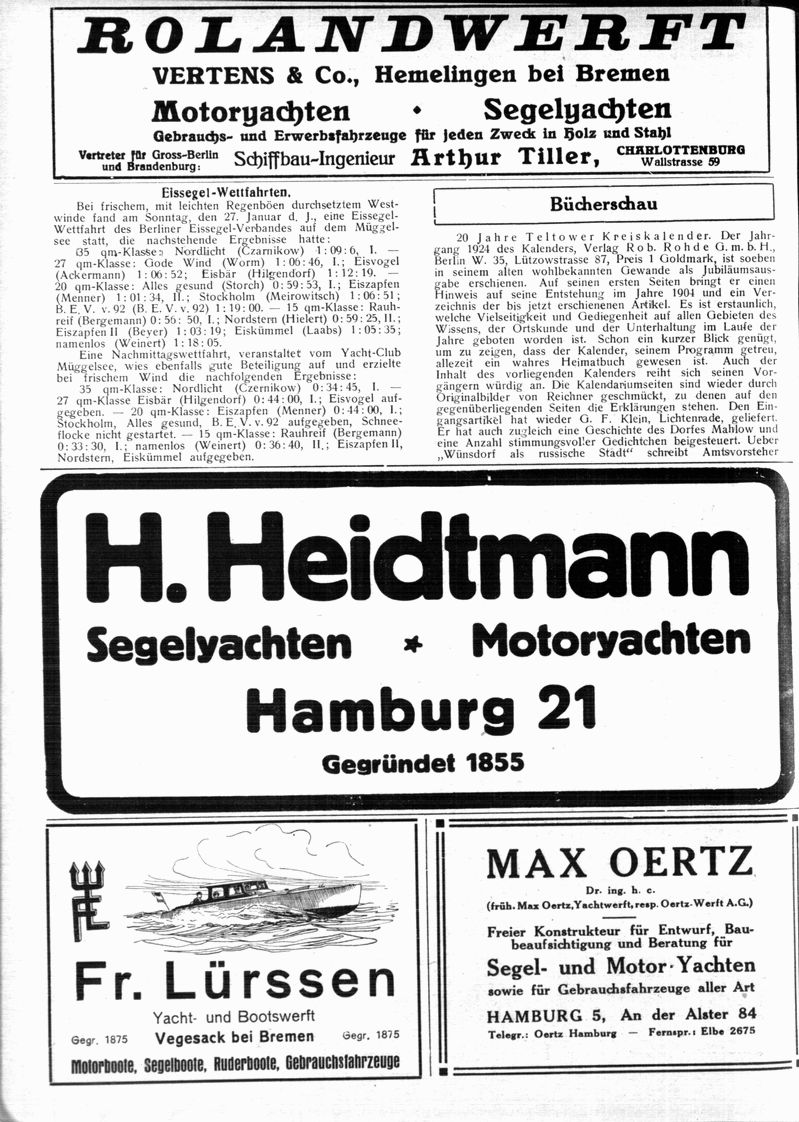 ROLANDWERFT
VERTENS & Co., Hemelingen bei Bremen
Motoryachten • Segelyachten
Gebrauchs- und Erwerbsfahrzeuge für jeden Zweck in Holz und Stahl
Vertreter für Gross-Berlin
und Brandenburg:
Schiffbau-Ingenieur Arthur Tiller,
CHARLOTTENBURG
Wallstrasse 59
Eissegel-Wettfahrten.
Bei frischem, mit leichten Regenböen durchsetztem West-
winde fand am Sonntag, den 27. Januar d. J., eine Eissegel-
Wettfahrt des Berliner Eissegel-Verbandes auf dem Müggel-
see statt, die nachstehende Ergebnisse hatte:
35 qm-Klassen Nordlicht (Czarnikow) 1:09:6, I. —
27 qm-Klasse: Gode Wind (Worm) 1:06:46, I.; Eisvogel
(Ackermann) 1:06:52; Eisbär (Hilgendorf) 1:12:19. —
20 qm-Klasse: Alles gesund (Storch) 0:59:53, I.; Eiszapfen
(Menner) 1:01:34, II.; Stockholm (Meirowitsch) 1:06:51;
B. E. V. v. 92 (B. E. V. v. 92) 1:19:00. — 15 qm-Klasse: Rauh-
reif (Bergemann) 0:56: 50, I.; Nordstern (Hielert) 0:59:25, II.;
Eiszapfen II (Beyer) 1:03:19; Eiskümmel (Laabs) 1:05:35;
namenlos (Weinert) 1:18:05.
Eine Nachmittagswettfahrt, veranstaltet vom Yacht-Club
Müggelsee, wies ebenfalls gute Beteiligung auf und erzielte
bei frischem Wind die nachfolgenden Ergebnisse:
35 qm-Klasse: Nordlicht (Czernikow) 0:34:45, I. —
27 qm-Klasse Eisbär (Hilgendorf) 0:44:00, I.; Eisvogel auf-
gegeben. — 20 qm-Klasse: Eiszapfen (Menner) 0:44:00, I.;
Stockholm, Alles gesund, B. E. V. v. 92 aufgegeben, Schnee-
flocke nicht gestartet. — 15 qm-Klasse: Rauhreif (Bergemann)
0:33:30, I.; namenlos (Weinert) 0:36:40, II.; Eiszapfen II,
Nordstern, Eiskümmel aufgegeben.
Bücherschau
20 Jahre Teltower Kreiskalender. Der Jahr-
gang 1924 des Kalenders, Verlag Rob. Rohde G. m. b. H.,
Berlin W. 35, Lützowstrasse 87, Preis 1 Goldmark, ist soeben
in seinem alten wohlbekannten Gewande als Jubiläumsaus-
gabe erschienen. Auf seinen ersten Seiten bringt er einen
Hinweis auf seine Entstehung im Jahre 1904 und ein Ver-
zeichnis der bis jetzt erschienenen Artikel. Es ist erstaunlich,
welche Vielseitigkeit und Gediegenheit auf allen Gebieten des
Wissens, der Ortskunde und der Unterhaltung im Laufe der
Jahre geboten worden ist. Schon ein kurzer Blick genügt,
um zu zeigen, dass der Kalender, seinem Programm getreu,
allezeit ein wahres Heimatbuch gewesen ist. Auch der
Inhalt des vorliegenden Kalenders reiht sich seinen Vor-
gängern würdig an. Die Kalendariumseiten sind wieder durch
Originalbilder von Reichner geschmückt, zu denen auf den
gegenüberliegenden Seiten die Erklärungen stehen. Den Ein-
gangsartikel hat wieder G. F. Klein, Lichtenrade, geliefert.
Er hat auch zugleich eine Geschichte des Dorfes Mahlow und
eine Anzahl stimmungsvoller Gedichtchen beigesteuert. Ueber
„Wünsdorf als russische Stadt“ schreibt Amtsvorsteher
H. Heidtmann
Segelyachten * Motoryachten
Hamburg 21
Gegründet 1855
Fr. Lürssen
Yacht- und Bootswerft
Gegr. 1875 Vegesack bei Bremen Gegr. 1875
Motorboote, Segelboote, Ruderboote, Gebrauchsfahrzeuge
MAX OERTZ
Dr. ing. h. c.
(früh. Max Oertz, Yachtwerft, resp. Oertz-Werft A.G.)
Freier Konstrukteur für Entwurf, Bau-
beaufsichtigung und Beratung für
Segel- und Motor-Yachten
sowie für Gebrauchsfahrzeuge aller Art
HAMBURG 5, An der Alster 84
Telegr.: Oertz Hamburg — Fernspr.: Elbe 2675